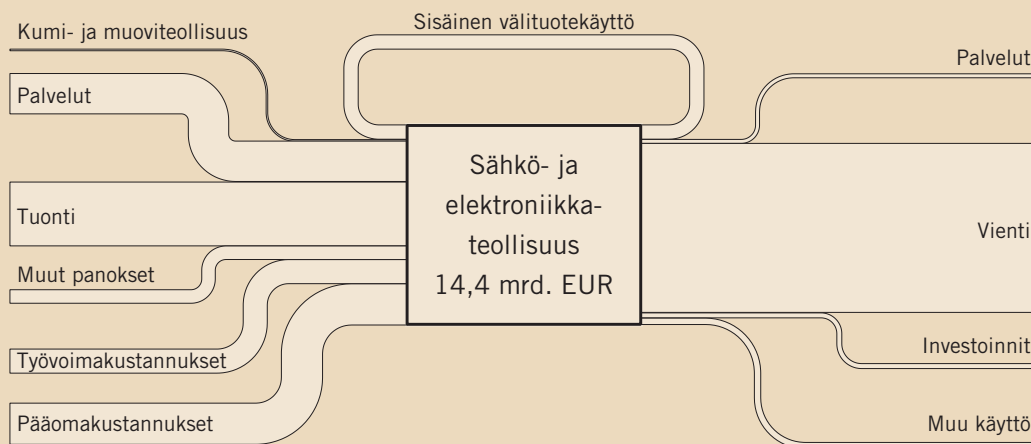 Sisäinen välituotekäyttö
Kumi- ja muoviteollisuus
Palvelut
Tuonti
Muut panokset
Työvoimakustannukset
Pääomakustannukset
Sähkö- ja
elektroniikka-
teollisuus
14,4 mrd. EUR
Palvelut
Vienti
Investoinnit
Muu käyttö